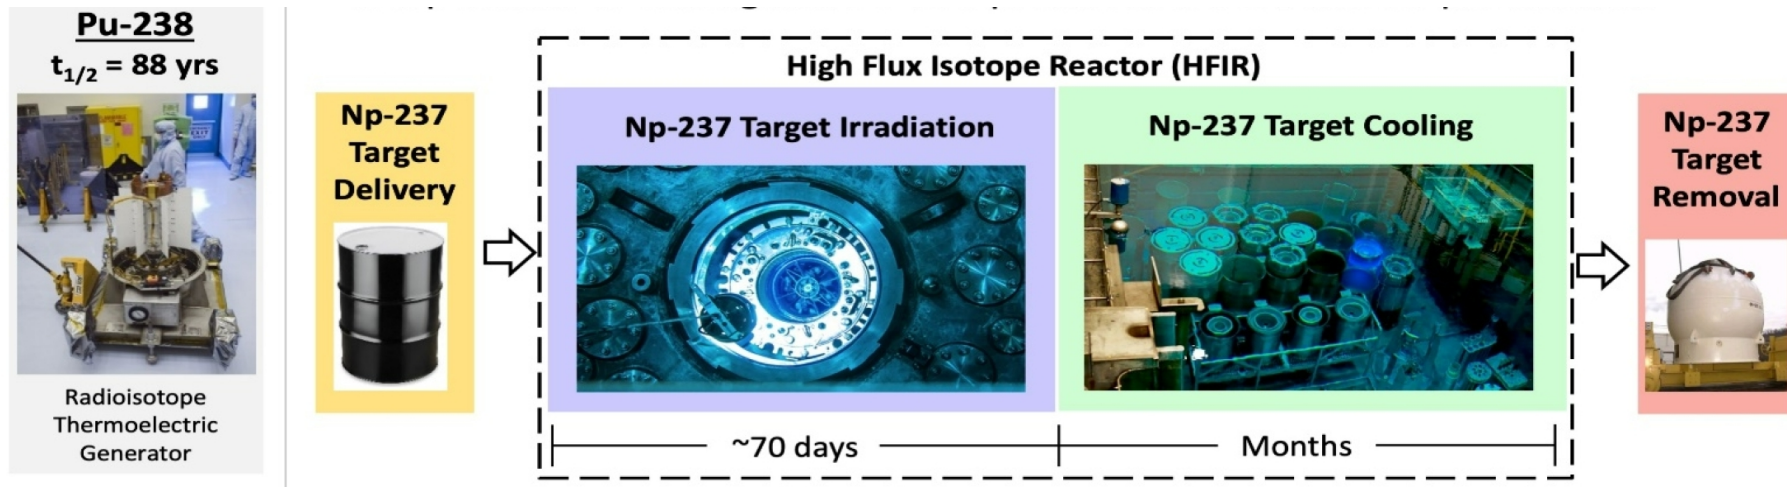 Pu-238
t1/2 = 88 yrs
Radioisotope
Thermoelectric
Generator
Np-237
Target
Delivery
High Flux Isotope Reactor (HFIR)
Np-237 Target Irradiation
Np-237 Target Cooling
~70 days
Months
Np-237
Target
Removal